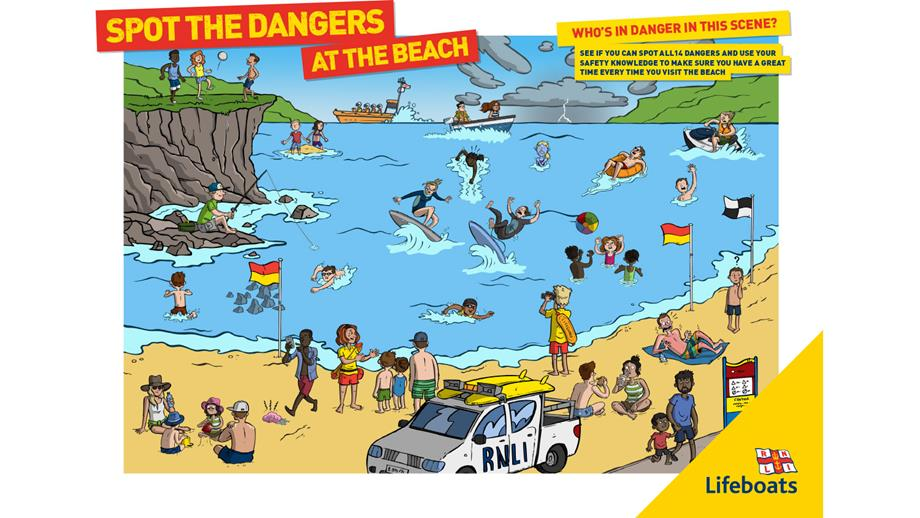 SPOT THE DANGERS
AT THE BEACH
WHO'S IN DANGER IN THIS SCENE?
SEE IF YOU CAN SPOT ALL 14 DANGERS AND USE YOUR
SAFETY KNOWLEDGE TO MAKE SURE YOU HAVE A GREAT
TIME EVERY TIME YOU VISIT THE BEACH
?
RNLI
R N
L I
Lifeboats